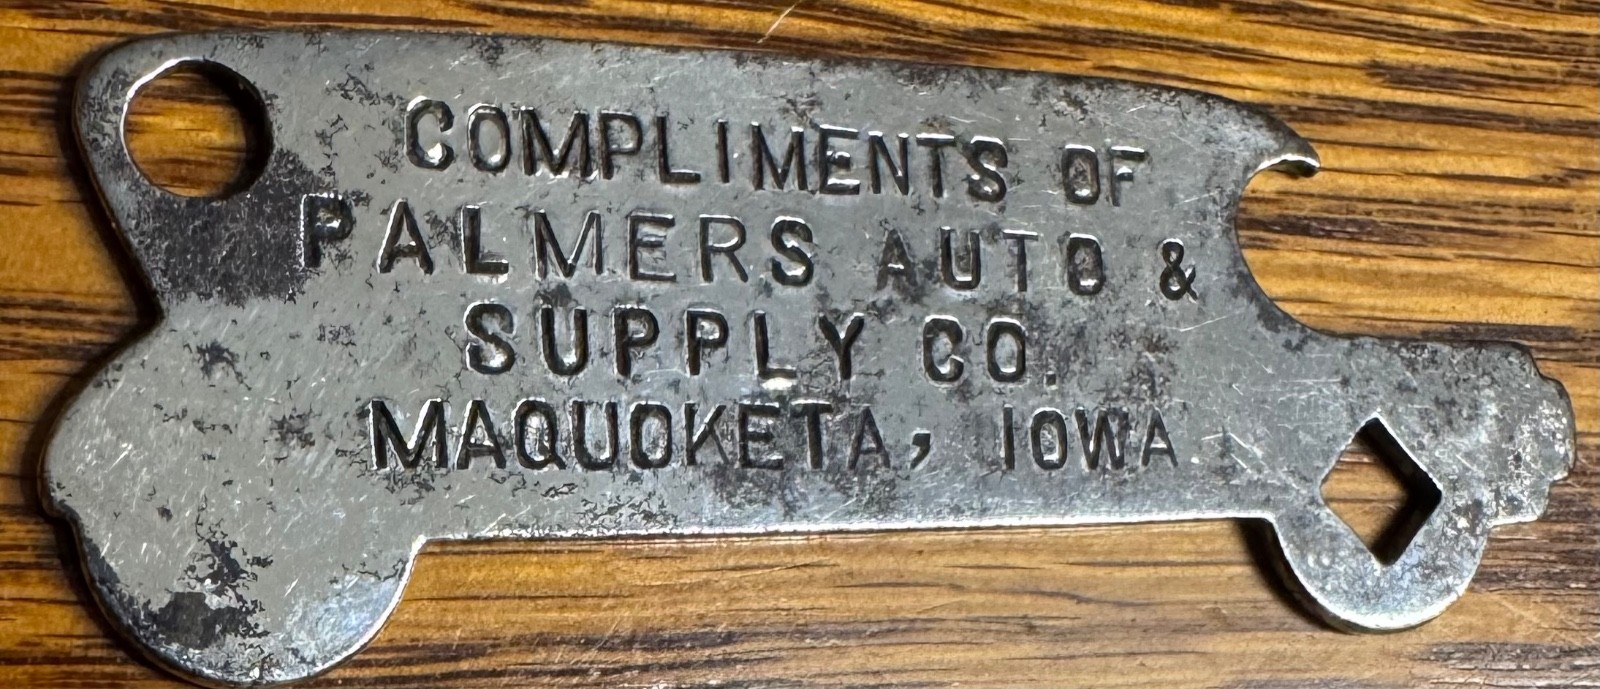 COMPLIMENTS OF
PALMERS AUTO &
SUPPLY CO.
MAQUOKETA, IOWA